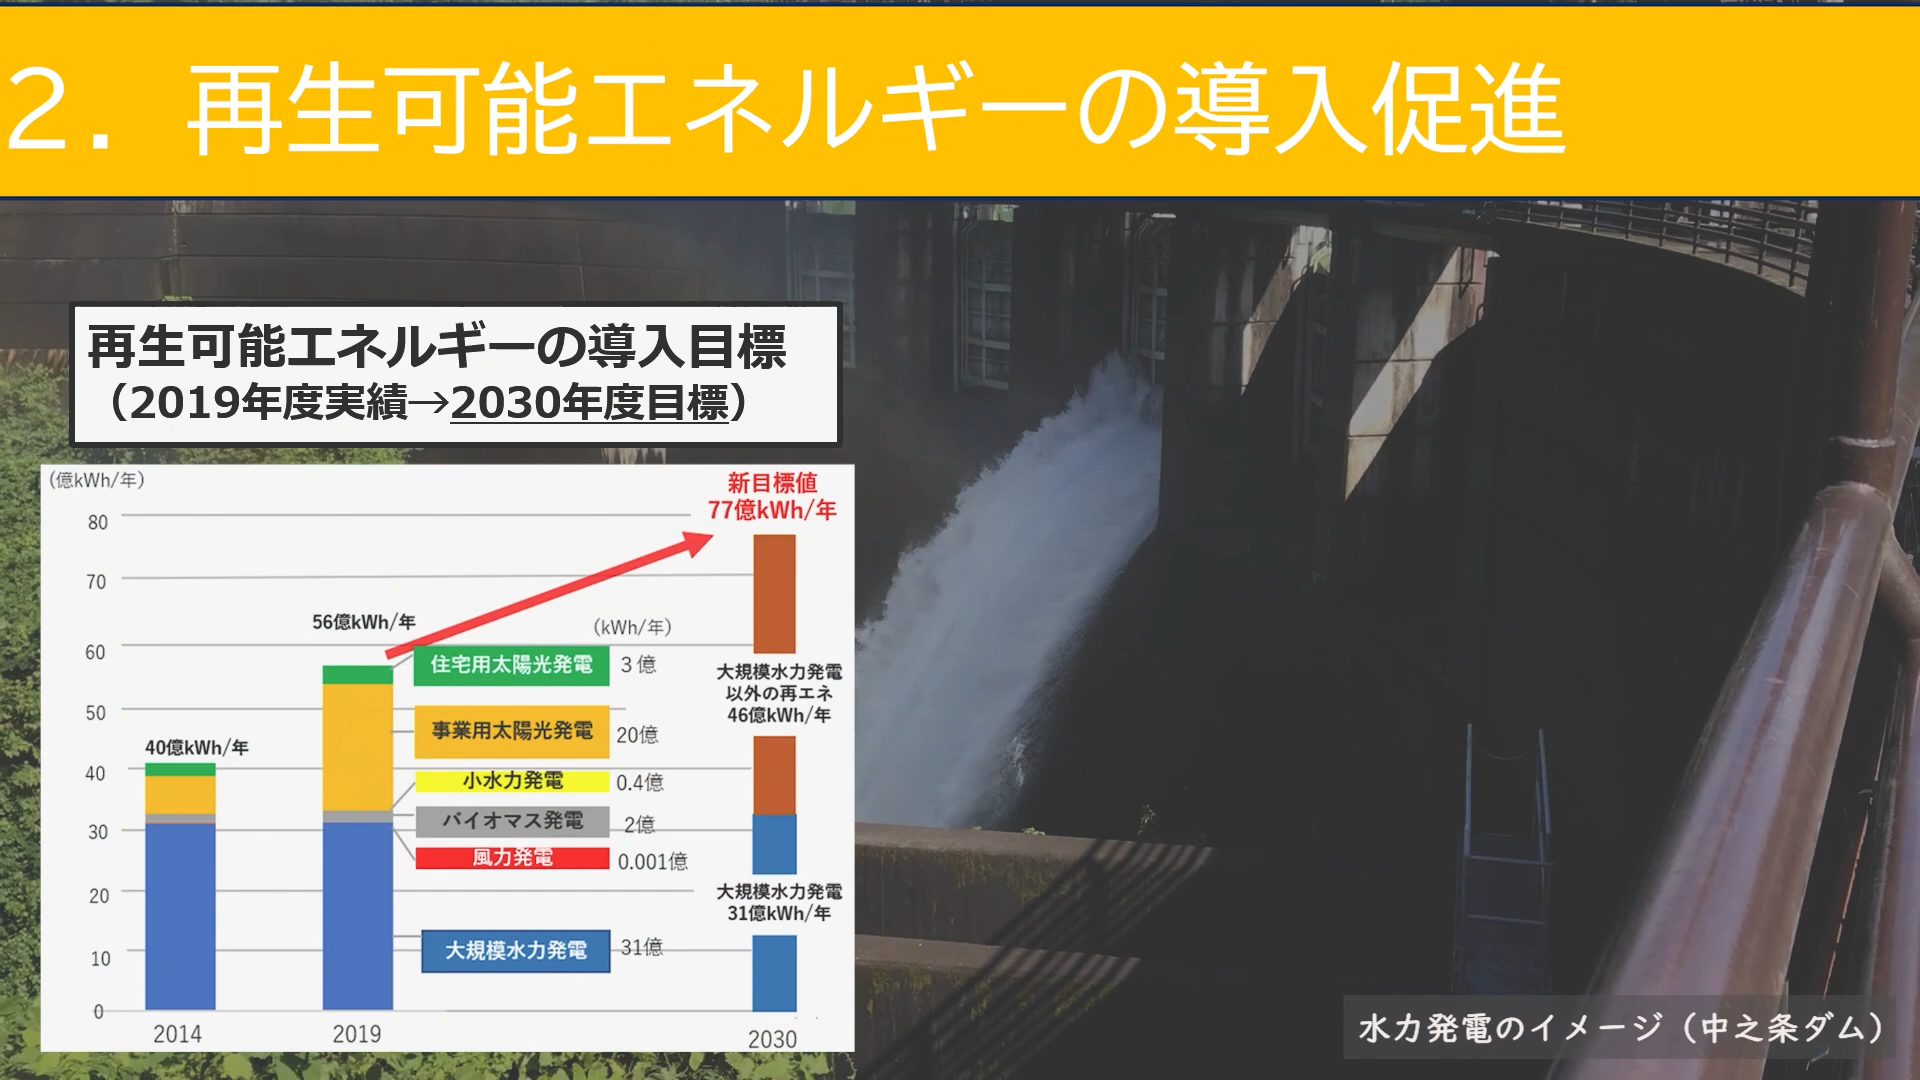 2．再生可能エネルギーの導入促進
再生可能エネルギーの導入目標
（2019年度実績→2030年度目標）
（億kWh/年）
新目標値
77億kWh/年
80
70
60
50
40
30
20
10
0
40億kWh/年
56億kWh/年
（kWh/年）
住宅用太陽光発電 3億
事業用太陽光発電 20億
小水力発電 0.4億
バイオマス発電 2億
風力発電 0.001億
大規模水力発電 31億
大規模水力発電
以外の再エネ
46億kWh/年
大規模水力発電
31億kWh/年
2014
2019
2030
水力発電のイメージ（中之条ダム）